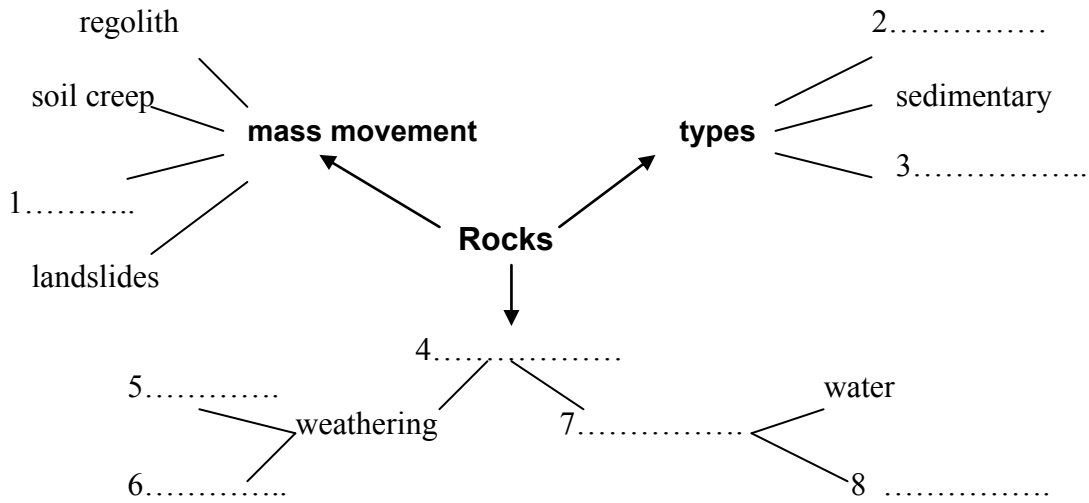 regolith
2……………
soil creep
sedimentary
mass movement
types
3……………..
1………..
Rocks
landslides
4………………
5………….
water
weathering
7…………….
6…………..
8 …………….